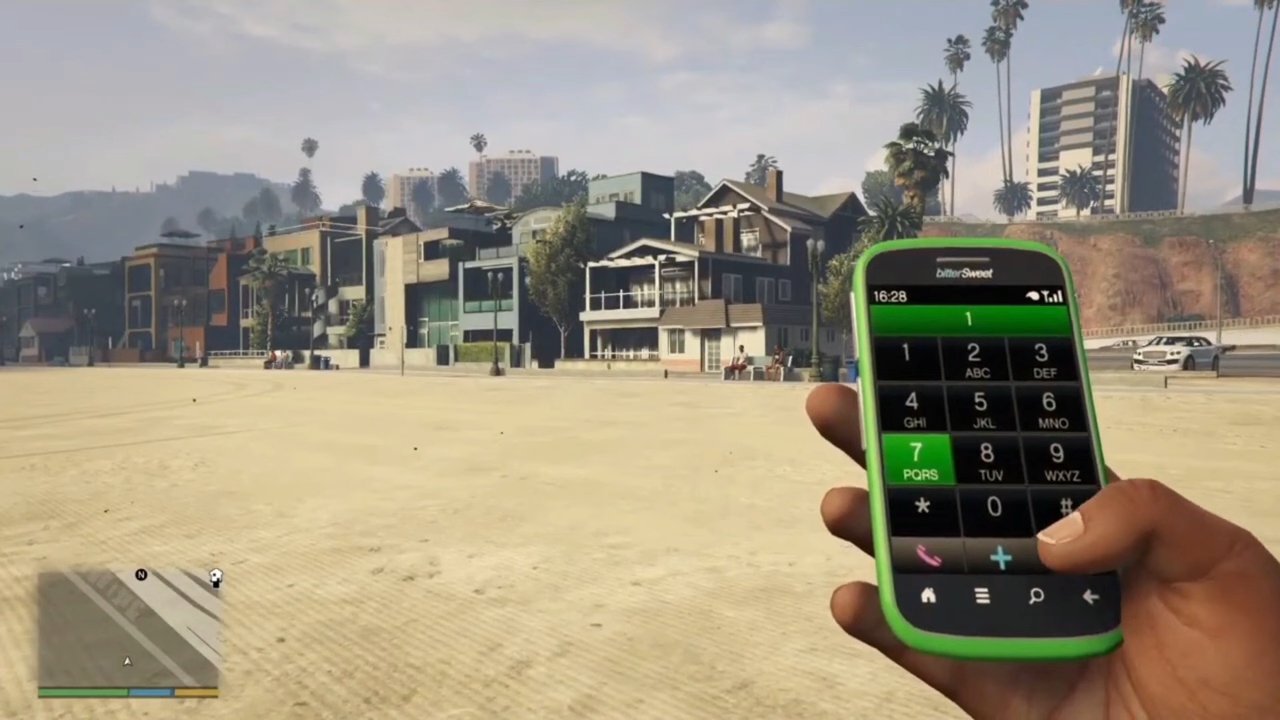 bitterSweet
16:28
1
1
2
ABC
3
DEF
4
GHI
5
JKL
6
MNO
7
PQRS
8
TUV
9
WXYZ
*
0
#
N